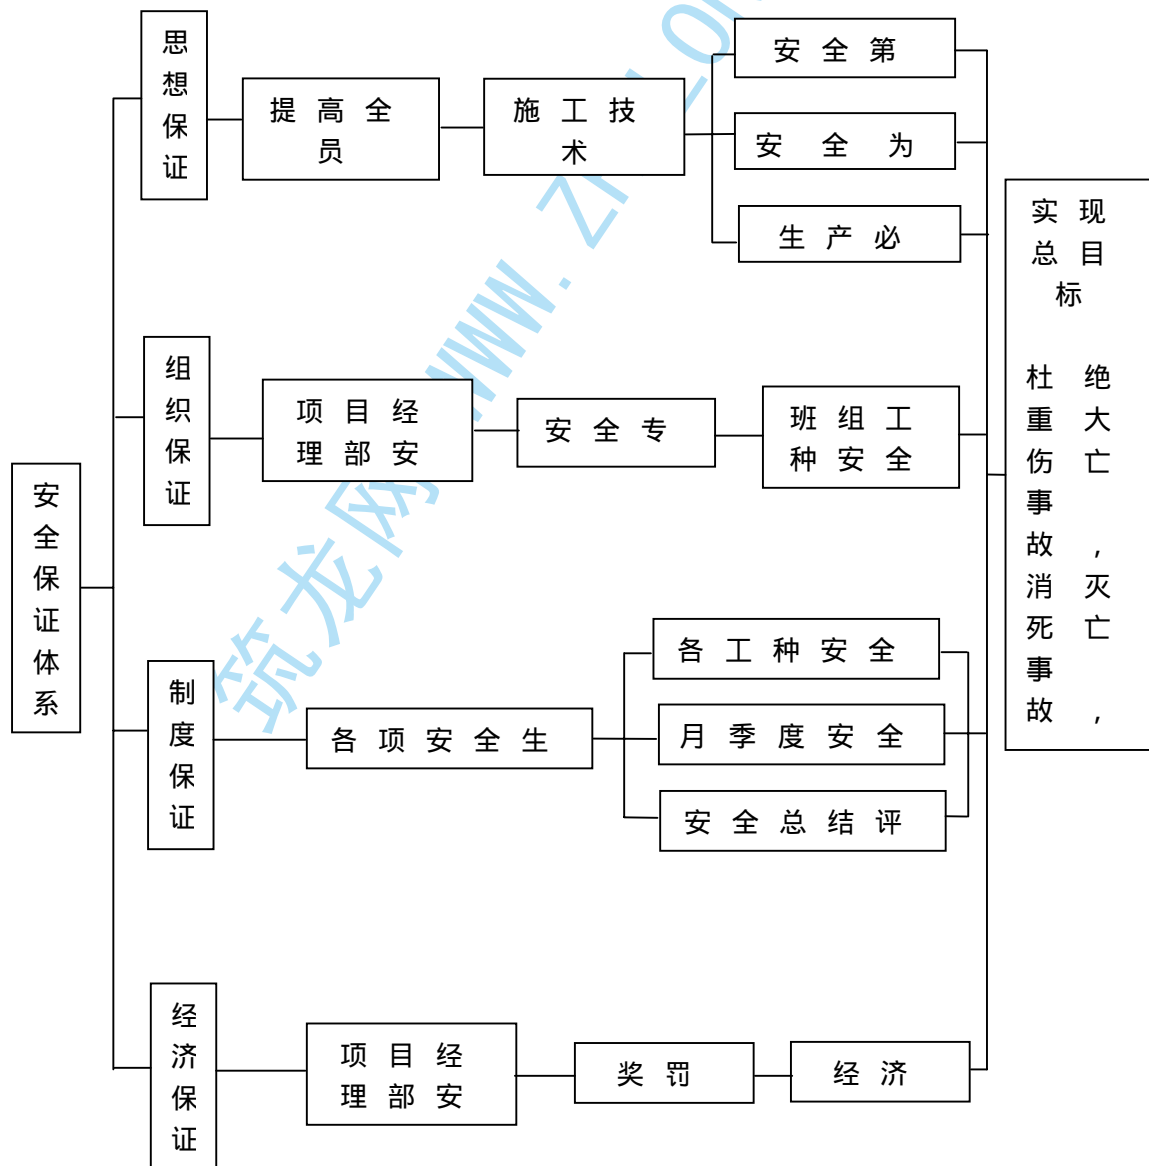 安全保证体系
思想保证
提高全
员
施工技
术
安全第
安全为
生产必
组织保证
项目经
理部安
安全专
班组工
种安全
制度保证
各项安全生
各工种安全
月季度安全
安全总结评
经济保证
项目经
理部安
奖罚
经济
实现
总目
标
杜绝
重大
伤亡
事
故，
消灭
死亡
事
故，
筑龙网 WWW. ZHULONG